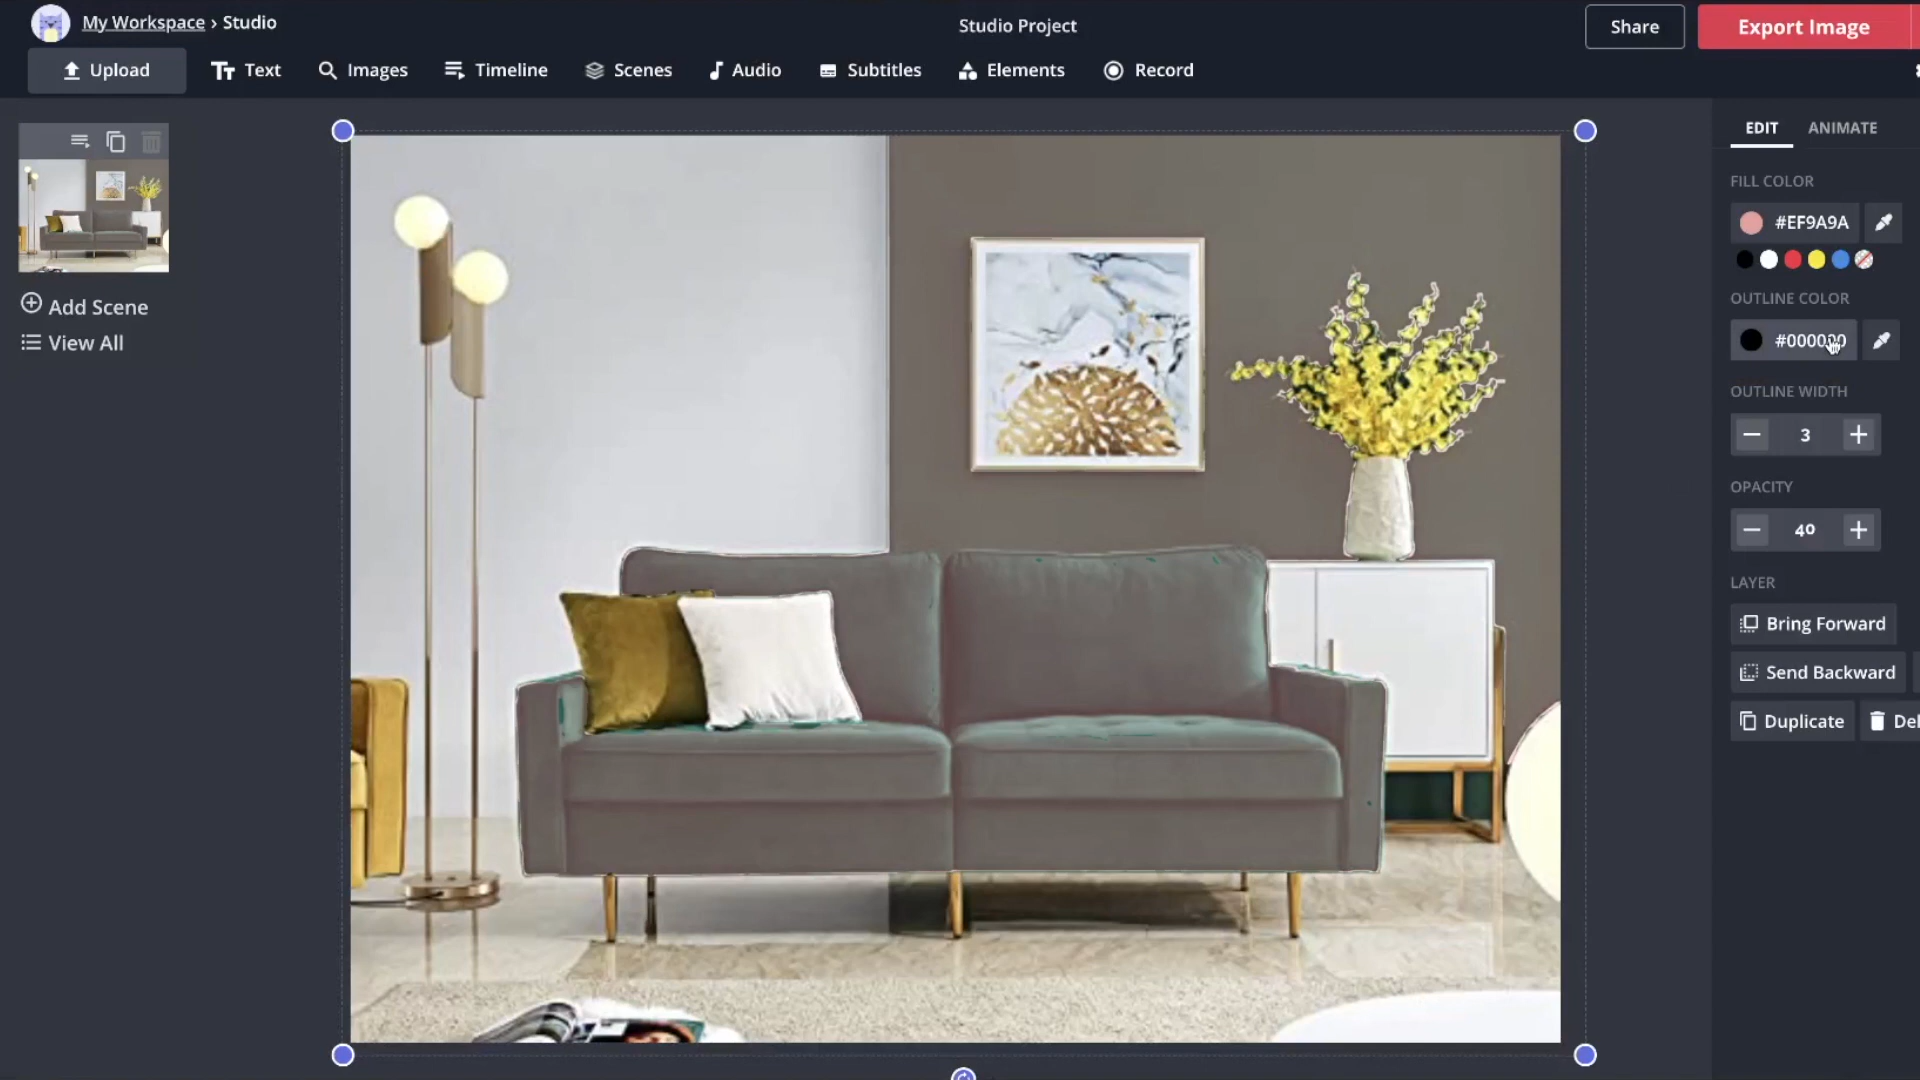 My Workspace › Studio
Studio Project
Share
Export Image
Upload
Text
Images
Timeline
Scenes
Audio
Subtitles
Elements
Record
Add Scene
View All
EDIT
ANIMATE
FILL COLOR
#EF9A9A
OUTLINE COLOR
#000000
OUTLINE WIDTH
3
OPACITY
40
LAYER
Bring Forward
Send Backward
Duplicate
Del